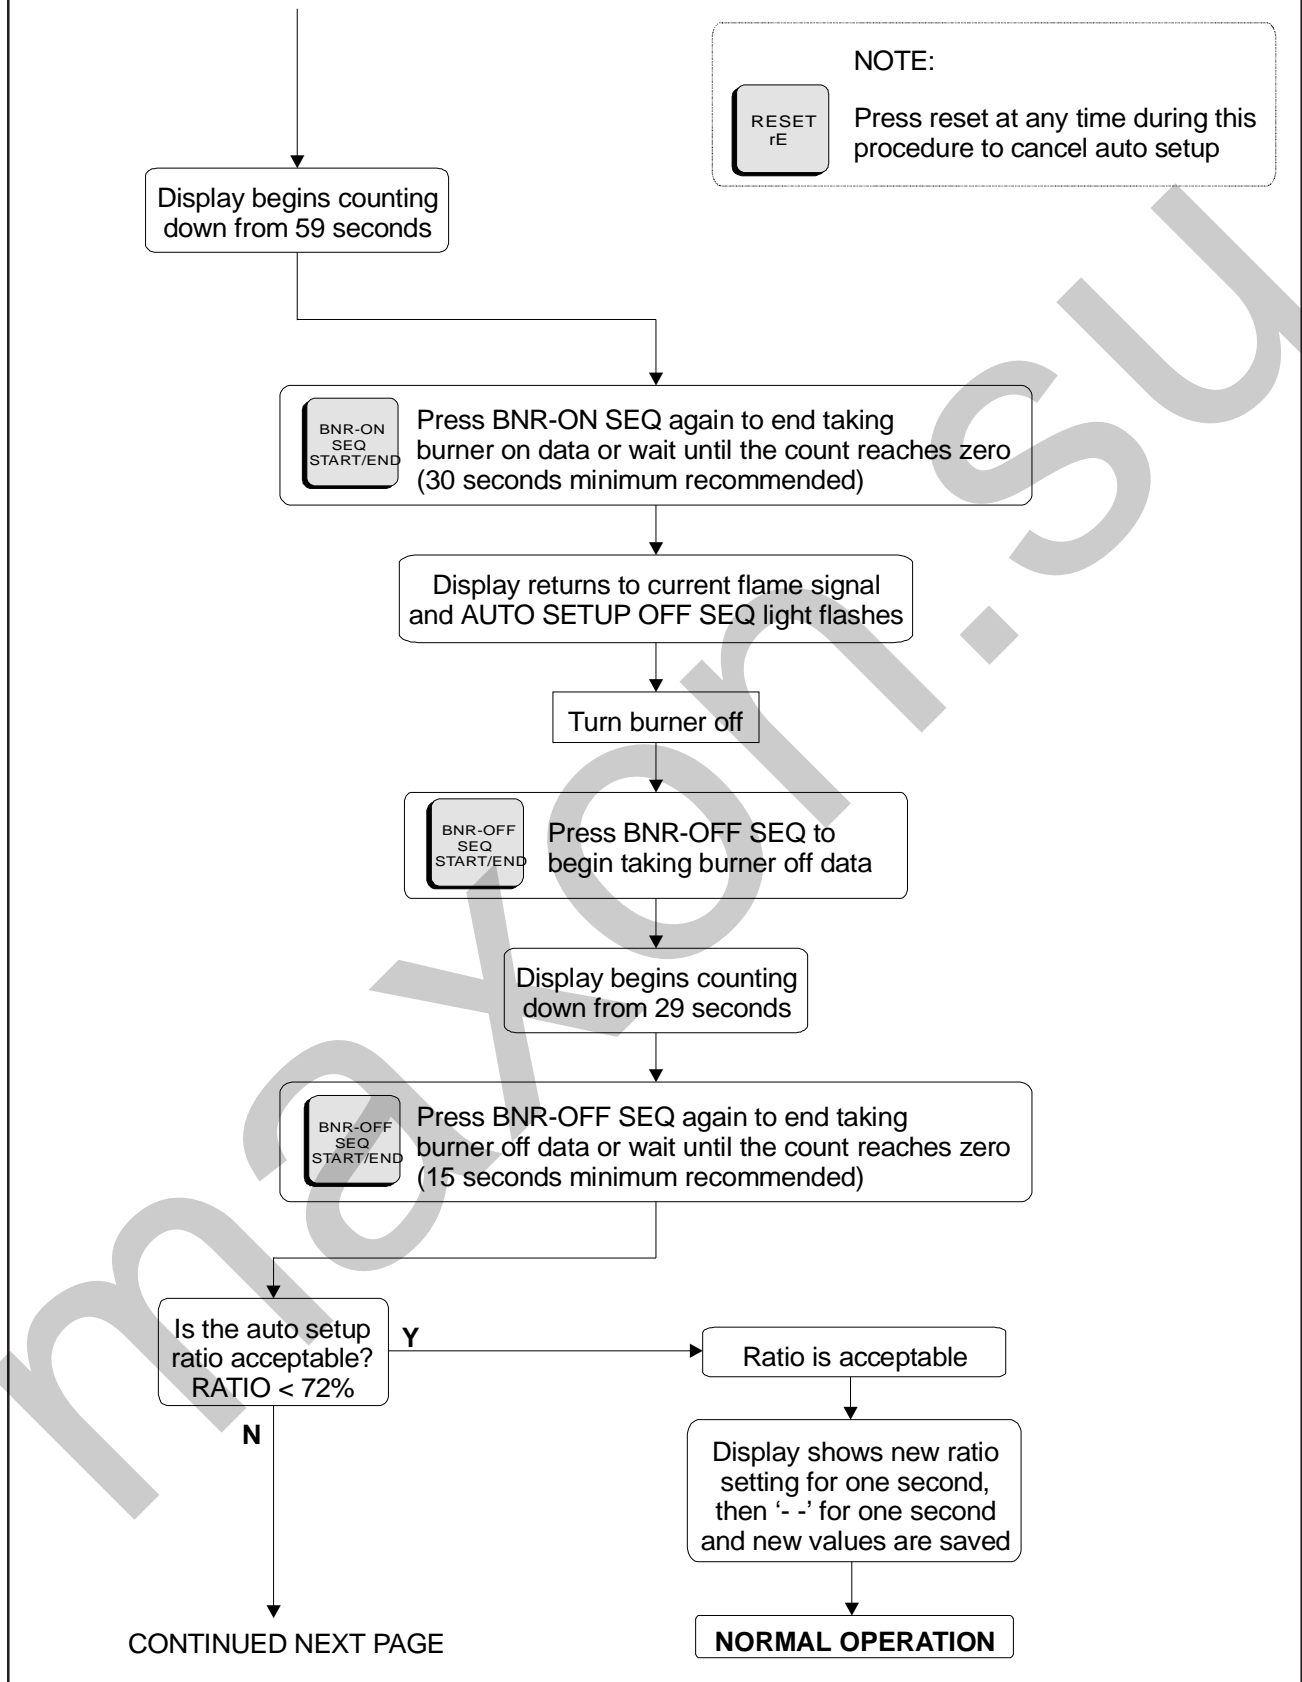 NOTE:
RESET
rE
Press reset at any time during this
procedure to cancel auto setup
Display begins counting
down from 59 seconds
BNR-ON
SEQ
START/END
Press BNR-ON SEQ again to end taking
burner on data or wait until the count reaches zero
(30 seconds minimum recommended)
Display returns to current flame signal
and AUTO SETUP OFF SEQ light flashes
Turn burner off
BNR-OFF
SEQ
START/END
Press BNR-OFF SEQ to
begin taking burner off data
Display begins counting
down from 29 seconds
BNR-OFF
SEQ
START/END
Press BNR-OFF SEQ again to end taking
burner off data or wait until the count reaches zero
(15 seconds minimum recommended)
Is the auto setup
ratio acceptable?
RATIO < 72%
Y
N
Ratio is acceptable
Display shows new ratio
setting for one second,
then ‘- -’ for one second
and new values are saved
CONTINUED NEXT PAGE
NORMAL OPERATION
maxon.su